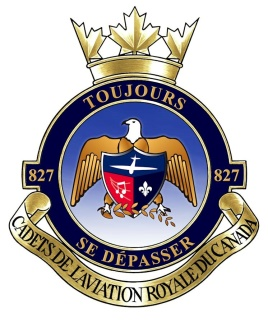 TOUJOURS
827
827
SE DÉPASSER
CADETS DE L'AVIATION ROYALE DU CANADA